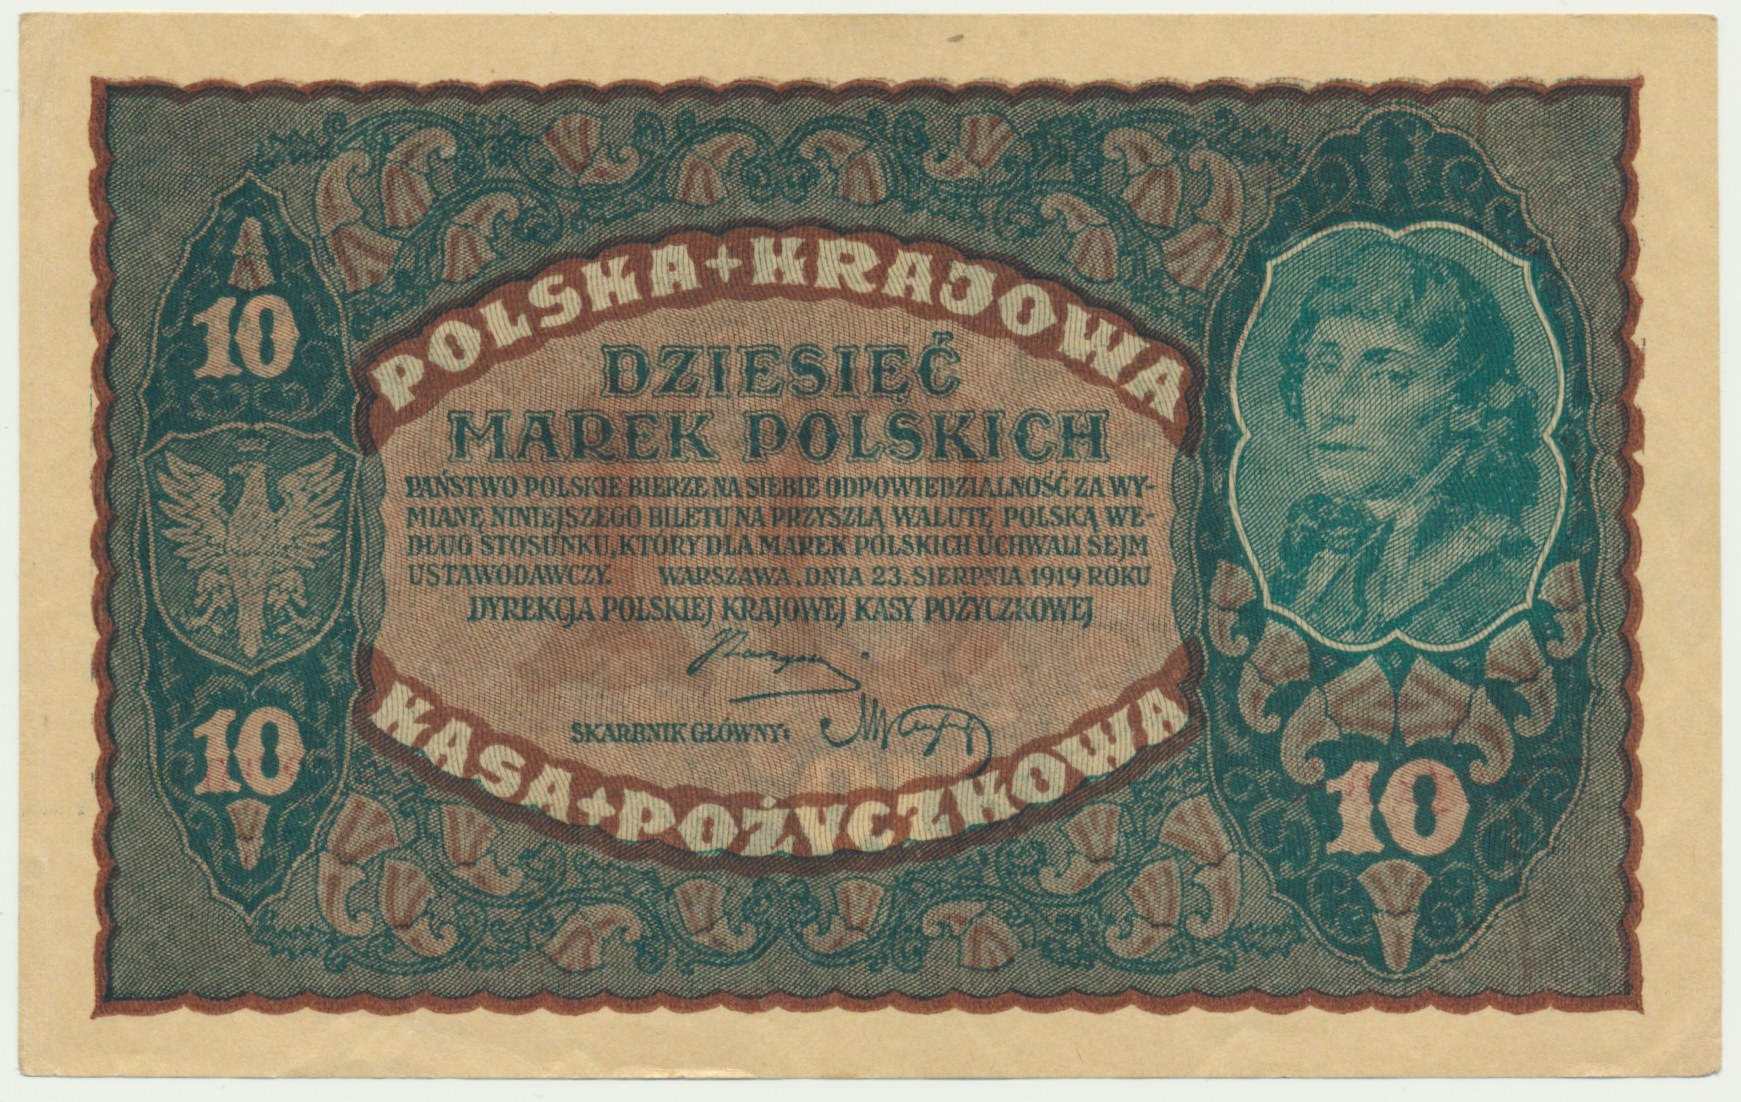 POLSKA + KRAJOWA
10
DZIESIĘĆ
MAREK POLSKICH
PAŃSTWO POLSKIE BIERZE NA SIEBIE ODPOWIEDZIALNOŚĆ ZA WY-
MIANĘ NINIEJSZEGO BILETU NA PRZYSZŁĄ WALUTĘ POLSKĄ WE-
DŁUG STOSUNKU, KTÓRY DLA MAREK POLSKICH UCHWALI SEJM
USTAWODAWCZY. WARSZAWA, DNIA 23. SIERPNIA 1919 ROKU
DYREKCJA POLSKIEJ KRAJOWEJ KASY POŻYCZKOWEJ
SKARBNIK GŁÓWNY:
10
10
KASA + POŻYCZKOWA